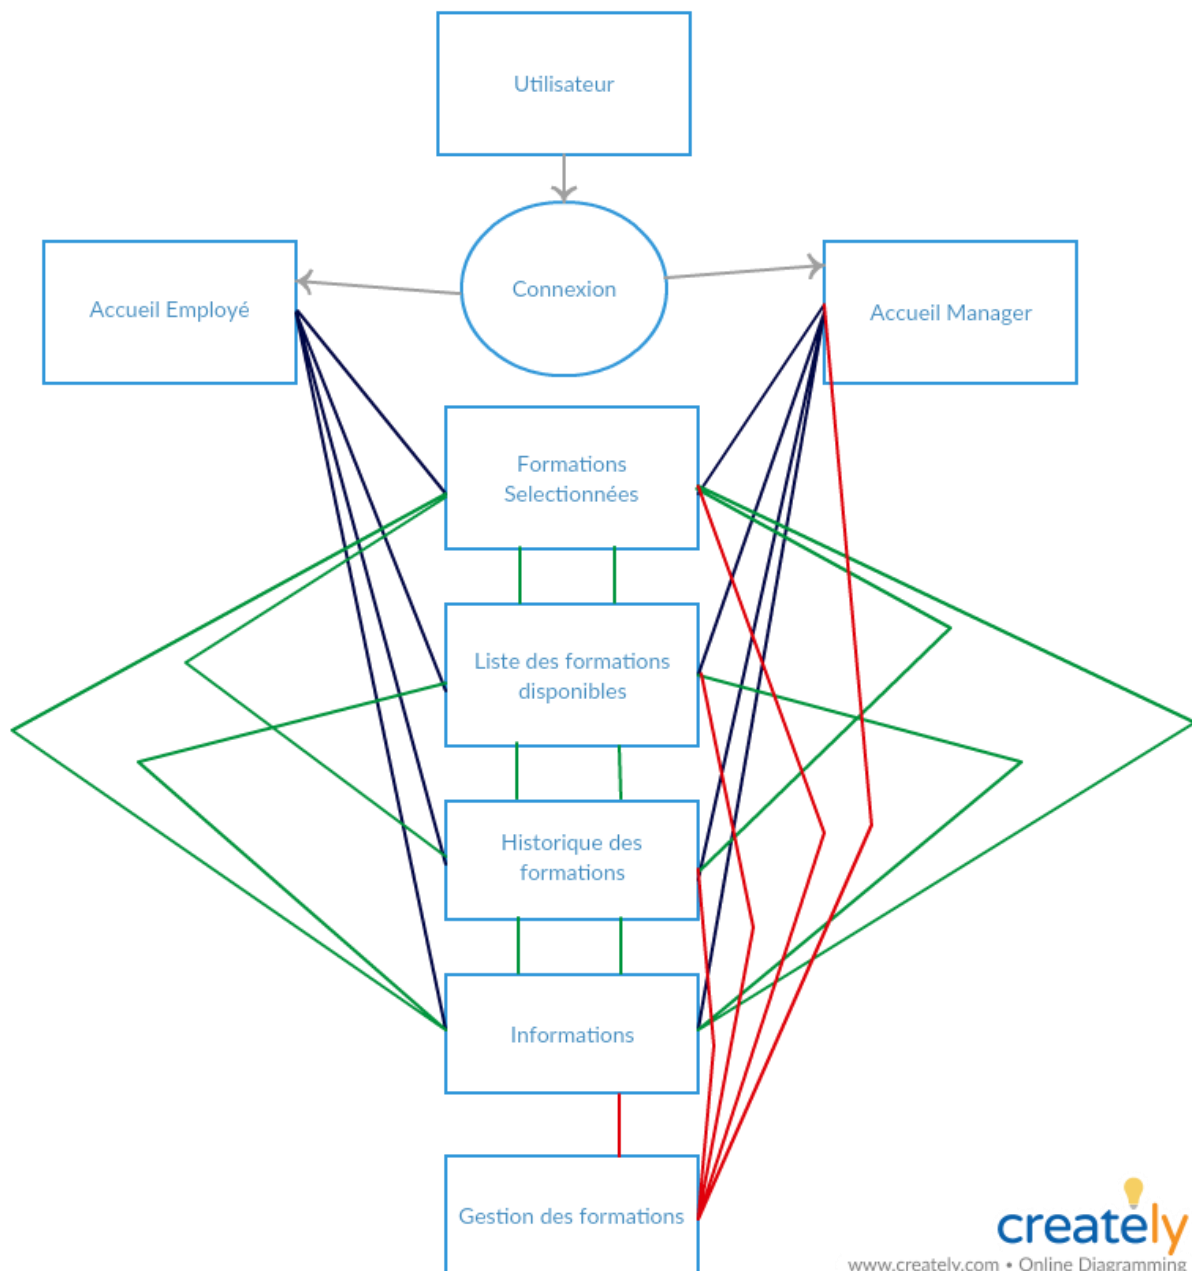 Utilisateur
Connexion
Accueil Employé
Accueil Manager
Formations
Selectionnées
Liste des formations
disponibles
Historique des
formations
Informations
Gestion des formations
creately
www.creately.com • Online Diagramming